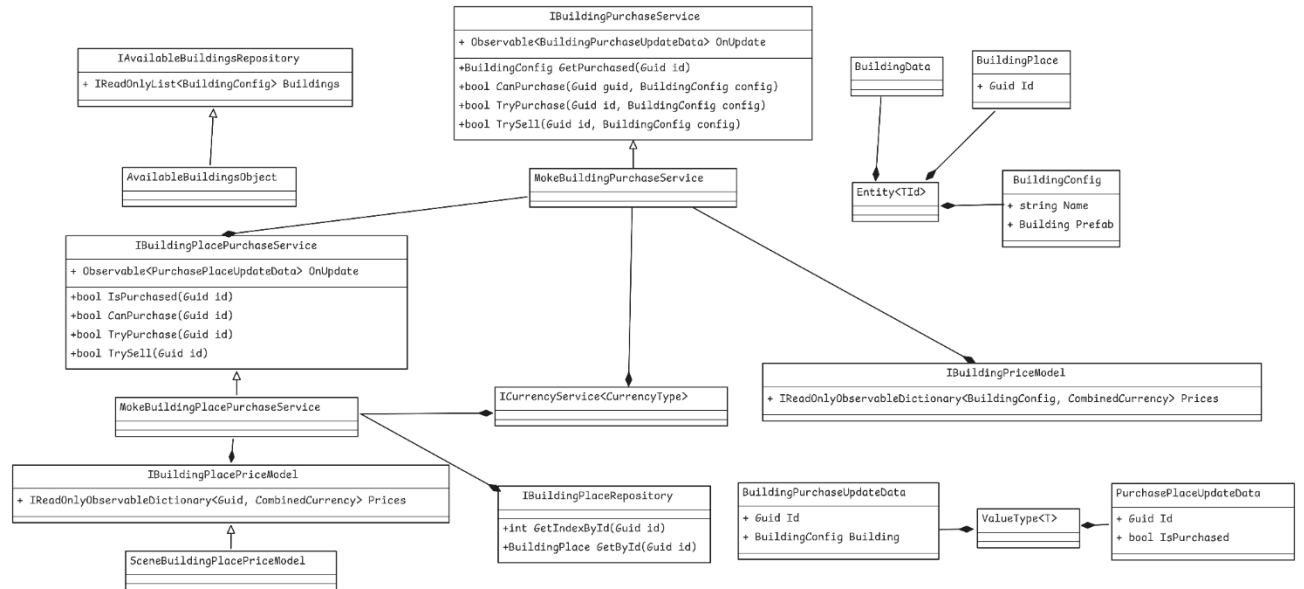 IBuildingPurchaseService
+ Observable<BuildingPurchaseUpdateData> OnUpdate
+BuildingConfig GetPurchased(Guid id)
+bool CanPurchase(Guid guid, BuildingConfig config)
+bool TryPurchase(Guid id, BuildingConfig config)
+bool TrySell(Guid id, BuildingConfig config)
IAvailableBuildingsRepository
+ IReadOnlyList<BuildingConfig> Buildings
BuildingData
BuildingPlace
+ Guid Id
AvailableBuildingsObject
MokeBuildingPurchaseService
Entity<TId>
BuildingConfig
+ string Name
+ Building Prefab
IBuildingPlacePurchaseService
+ Observable<PurchasePlaceUpdateData> OnUpdate
+bool IsPurchased(Guid id)
+bool CanPurchase(Guid id)
+bool TryPurchase(Guid id)
+bool TrySell(Guid id)
MokeBuildingPlacePurchaseService
ICurrencyService<CurrencyType>
IBuildingPriceModel
+ IReadOnlyObservableDictionary<BuildingConfig, CombinedCurrency> Prices
IBuildingPlacePriceModel
+ IReadOnlyObservableDictionary<Guid, CombinedCurrency> Prices
IBuildingPlaceRepository
+int GetIndexById(Guid id)
+BuildingPlace GetById(Guid id)
BuildingPurchaseUpdateData
+ Guid Id
+ BuildingConfig Building
ValueType<T>
PurchasePlaceUpdateData
+ Guid Id
+ bool IsPurchased
SceneBuildingPlacePriceModel